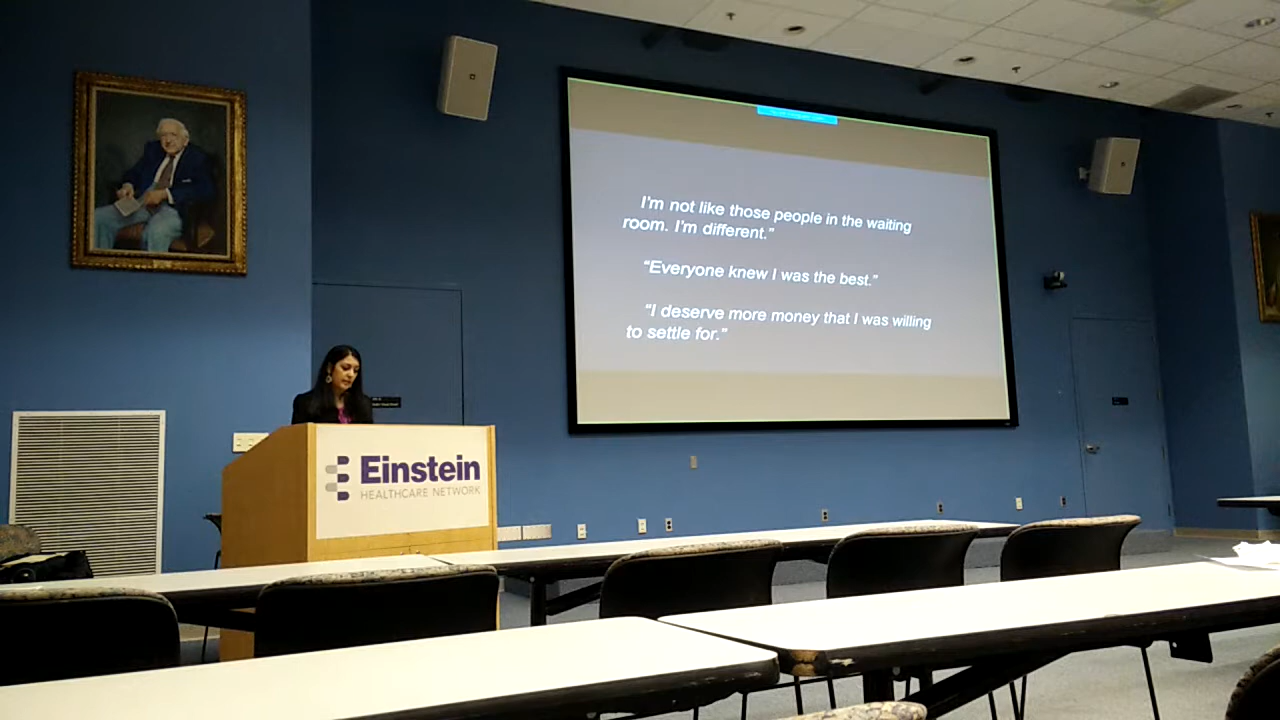 I'm not like those people in the waiting
room. I'm different."
"Everyone knew I was the best."
"I deserve more money that I was willing
to settle for."
Einstein
HEALTHCARE NETWORK